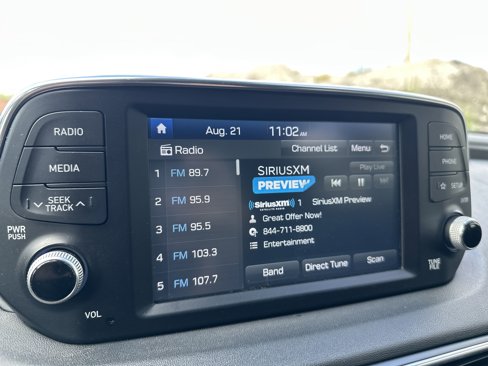 RADIO
MEDIA
SEEK
TRACK
PWR
PUSH
VOL
Aug. 21
11:02 AM
Radio
Channel List
Menu
1 FM 89.7
2 FM 95.9
3 FM 95.5
4 FM 103.3
5 FM 107.7
SIRIUSXM
PREVIEW
Play Live
SiriusXM
SATELLITE RADIO
1 SiriusXM Preview
Great Offer Now!
844-711-8800
Entertainment
Band
Direct Tune
Scan
HOME
PHONE
SETUP
TUNE
FILE